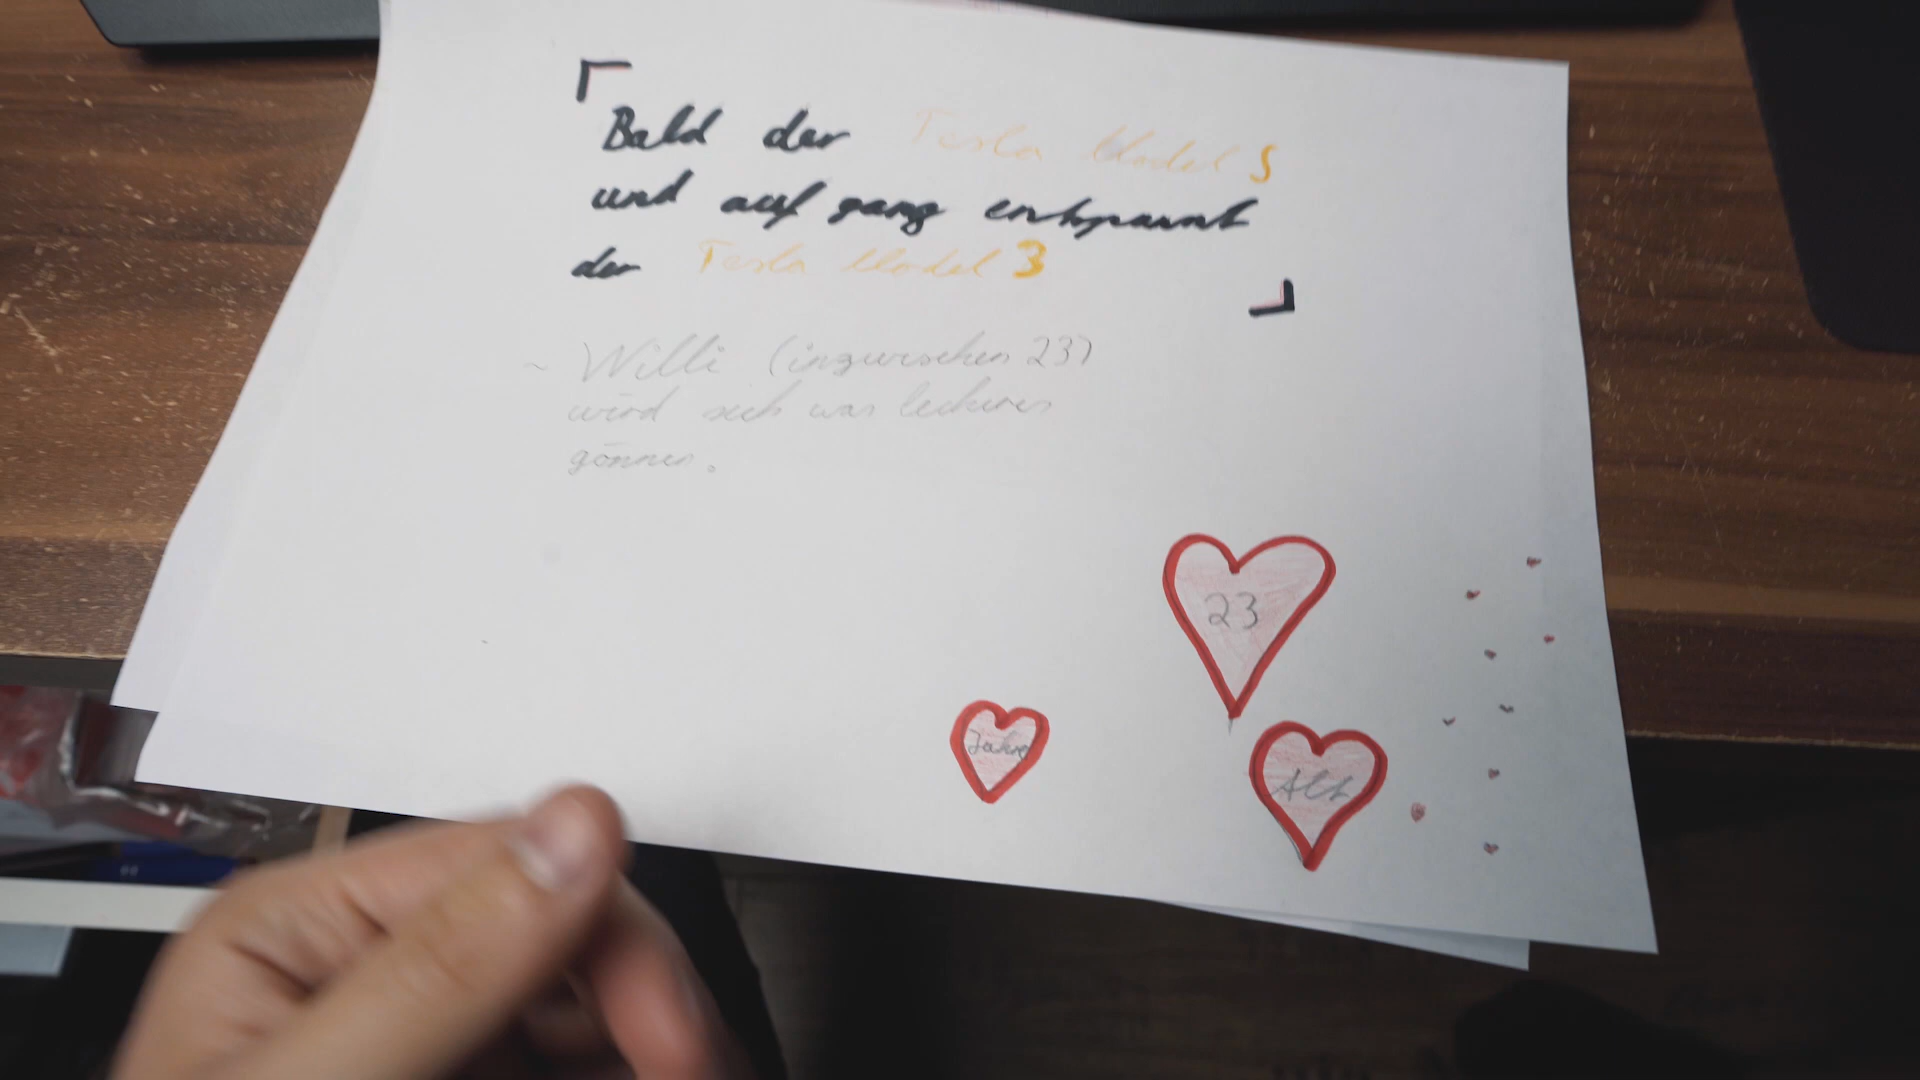 Bald der Tesla Model S
und auf ganz entspannt
der Tesla Model 3
~ Willi (inzwischen 23)
wird sich was leckeres
gönnen.
23
Jahre
Alt